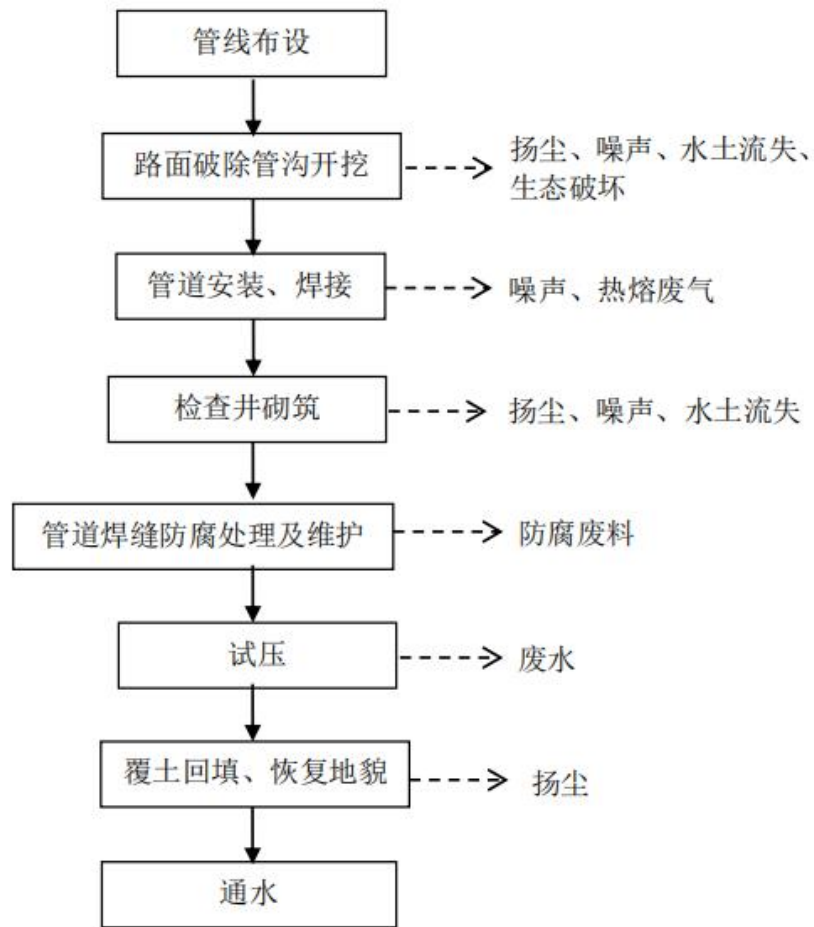 管线布设
路面破除管沟开挖
扬尘、噪声、水土流失、
生态破坏
管道安装、焊接
噪声、热熔废气
检查井砌筑
扬尘、噪声、水土流失
管道焊缝防腐处理及维护
防腐废料
试压
废水
覆土回填、恢复地貌
扬尘
通水